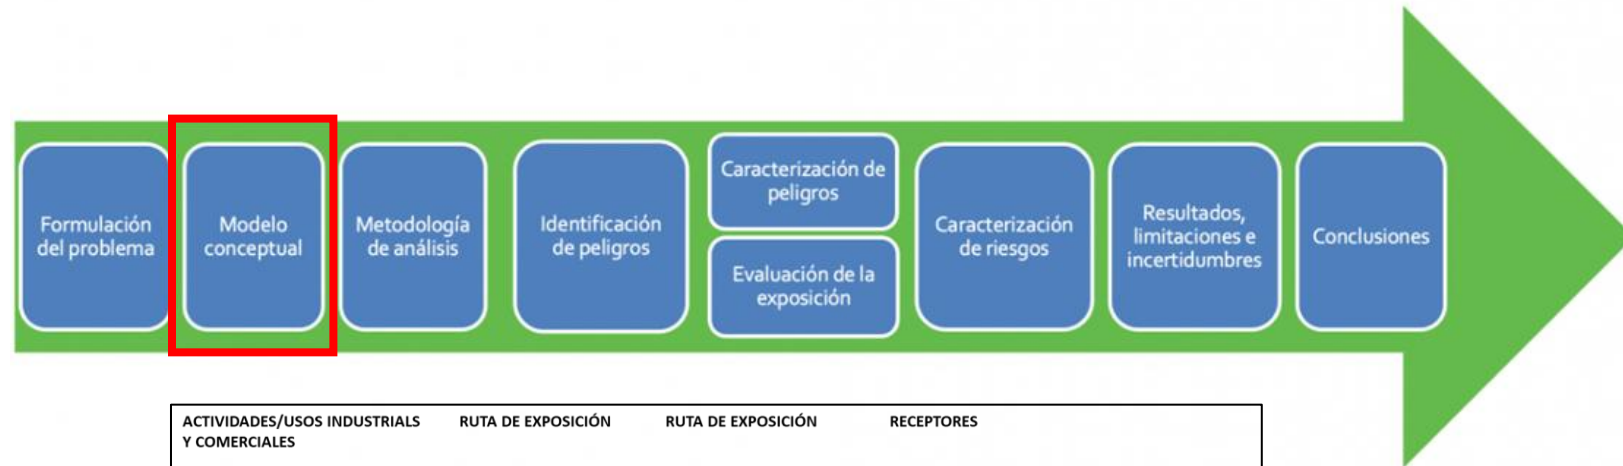 Formulación
del problema
Modelo
conceptual
Metodología
de análisis
Identificación
de peligros
Caracterización de
peligros
Evaluación de la
exposición
Caracterización
de riesgos
Resultados,
limitaciones e
incertidumbres
Conclusiones
ACTIVIDADES/USOS INDUSTRIALS
Y COMERCIALES
RUTA DE EXPOSICIÓN
RUTA DE EXPOSICIÓN
RECEPTORES